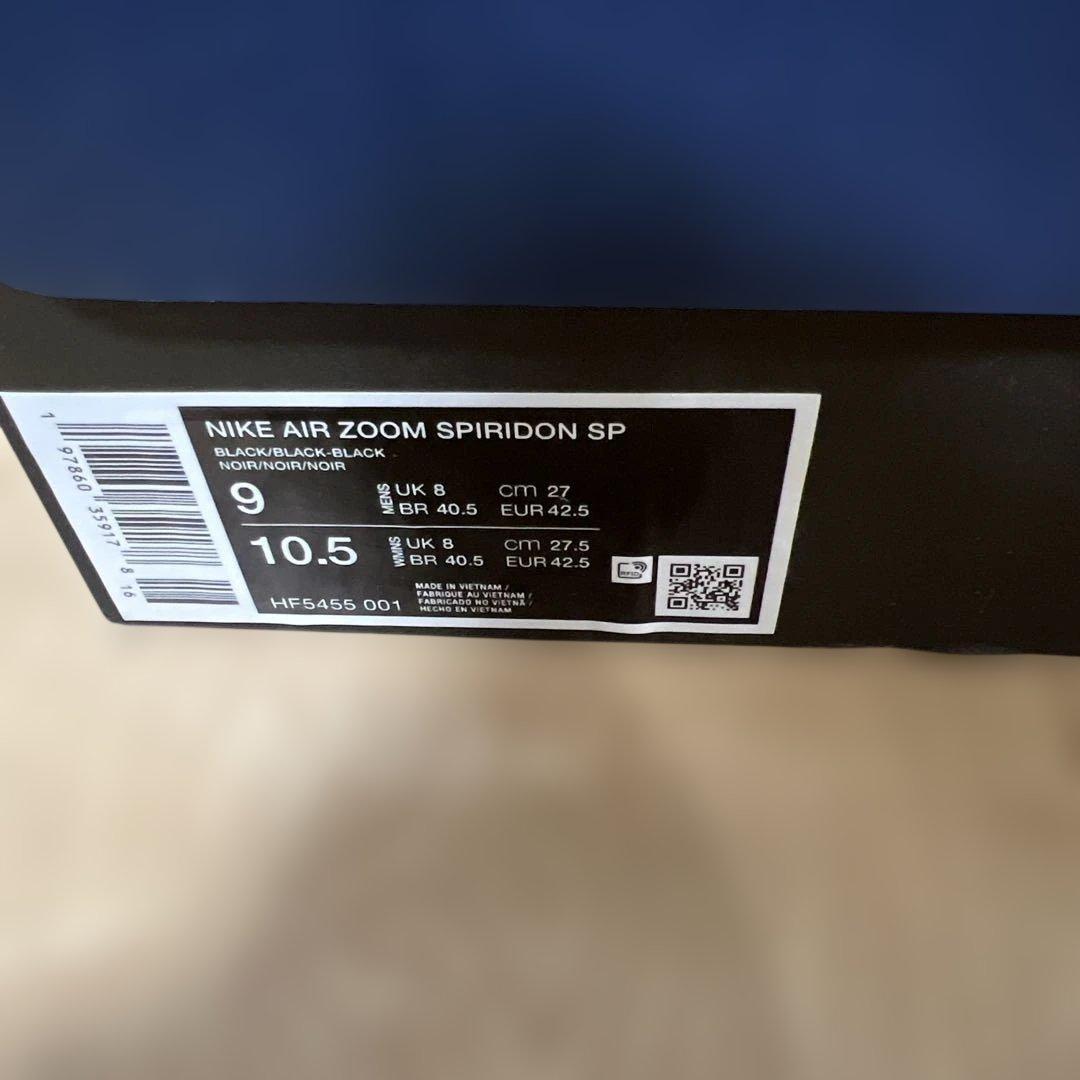 NIKE AIR ZOOM SPIRIDON SP
BLACK/BLACK-BLACK
NOIR/NOIR/NOIR
9 MENS UK 8 CM 27
BR 40.5 EUR 42.5
10.5 WMNS UK 8 CM 27.5
BR 40.5 EUR 42.5
HF5455 001
MADE IN VIETNAM /
FABRIQUE AU VIETNAM /
FABRICADO NO VIETNÃ /
HECHO EN VIETNAM
RFID
1 97860 35917 8 16